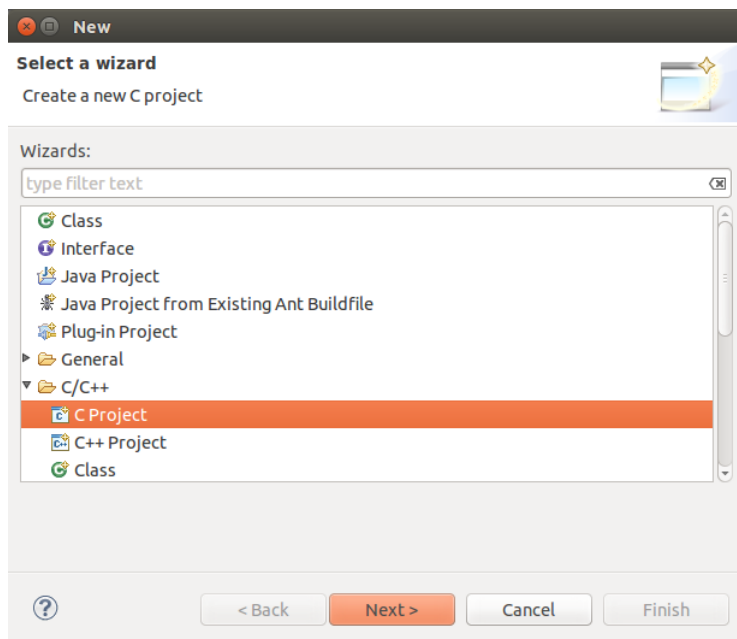 New
Select a wizard
Create a new C project
Wizards:
type filter text
Class
Interface
Java Project
Java Project from Existing Ant Buildfile
Plug-in Project
General
C/C++
C Project
C++ Project
Class
< Back Next > Cancel Finish